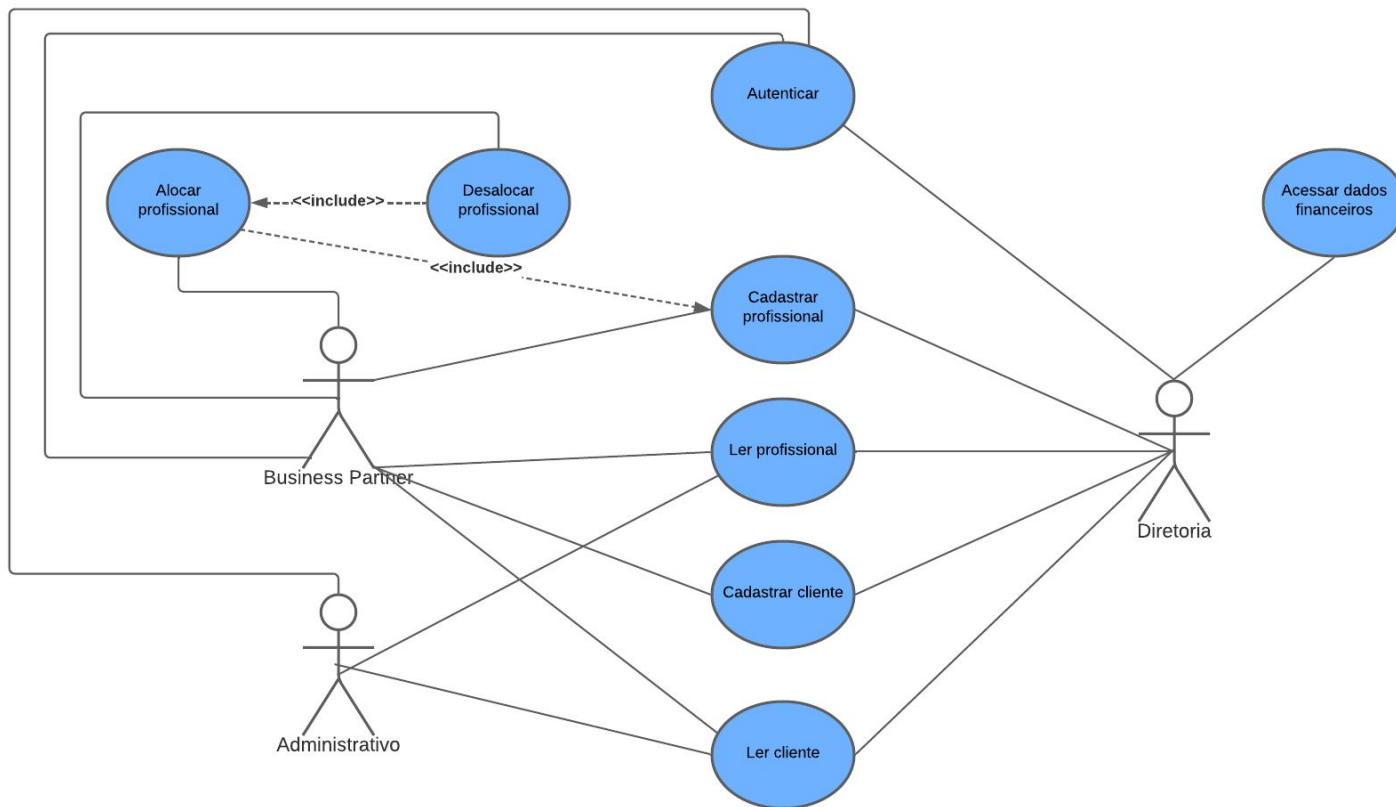 Autenticar
Alocar
profissional
<<include>>
Desalocar
profissional
Acessar dados
financeiros
<<include>>
Cadastrar
profissional
Ler profissional
Business Partner
Diretoria
Cadastrar cliente
Administrativo
Ler cliente